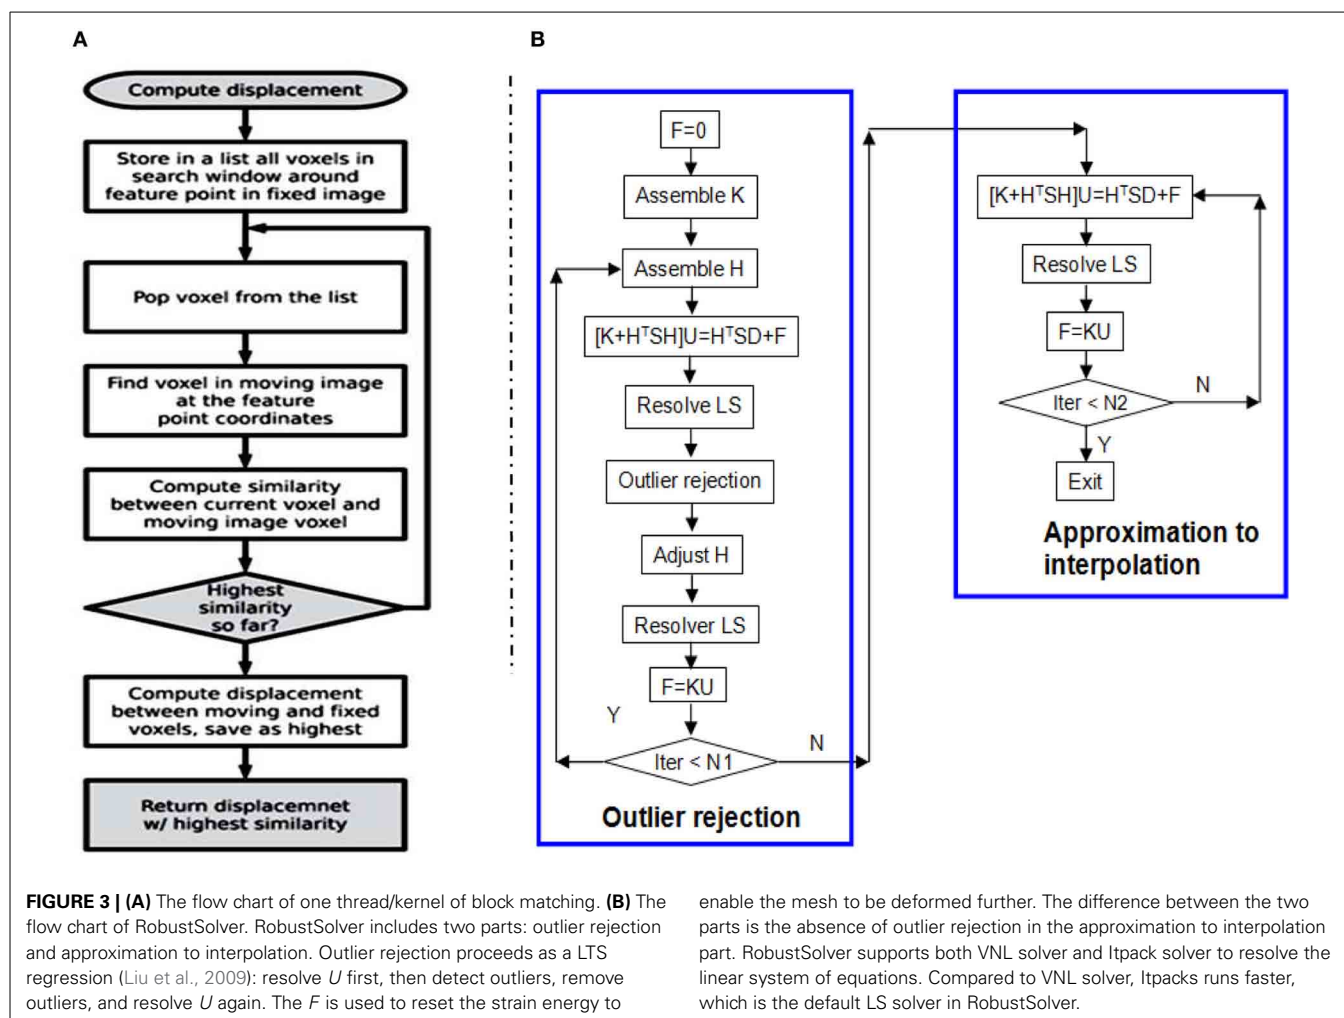 A
Compute displacement
Store in a list all voxels in
search window around
feature point in fixed image
Pop voxel from the list
Find voxel in moving image
at the feature
point coordinates
Compute similarity
between current voxel and
moving image voxel
Highest
similarity
so far?
Compute displacement
between moving and fixed
voxels, save as highest
Return displacemnet
w/ highest similarity
B
F=0
Assemble K
Assemble H
[K+HᵀSH]U=HᵀSD+F
Resolve LS
Outlier rejection
Adjust H
Resolver LS
F=KU
Y
Iter < N1
N
Outlier rejection
[K+HᵀSH]U=HᵀSD+F
Resolve LS
F=KU
Iter < N2
N
Y
Exit
Approximation to
interpolation
FIGURE 3 | (A) The flow chart of one thread/kernel of block matching. (B) The
flow chart of RobustSolver. RobustSolver includes two parts: outlier rejection
and approximation to interpolation. Outlier rejection proceeds as a LTS
regression (Liu et al., 2009): resolve U first, then detect outliers, remove
outliers, and resolve U again. The F is used to reset the strain energy to
enable the mesh to be deformed further. The difference between the two
parts is the absence of outlier rejection in the approximation to interpolation
part. RobustSolver supports both VNL solver and Itpack solver to resolve the
linear system of equations. Compared to VNL solver, Itpacks runs faster,
which is the default LS solver in RobustSolver.